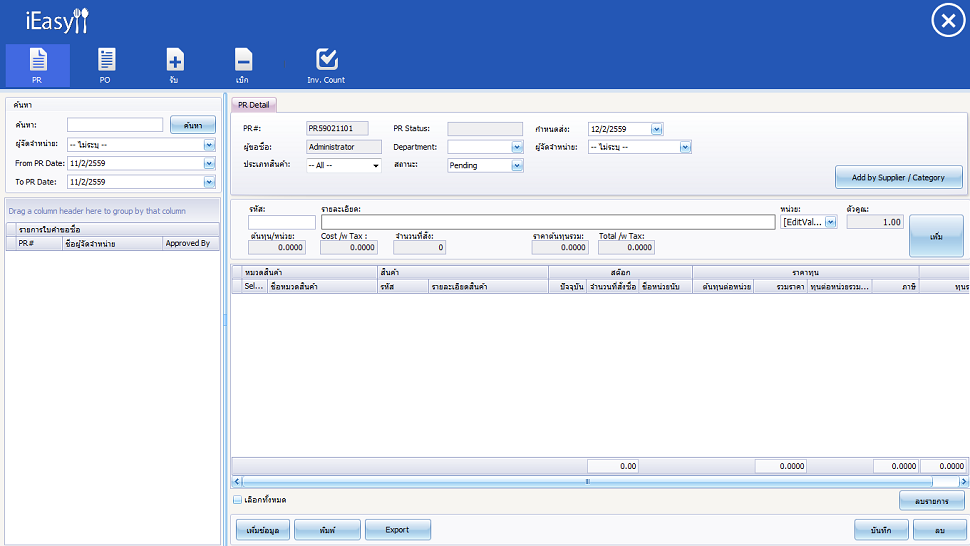 iEasy
PR PO รับ เบิก Inv. Count
ค้นหา
ค้นหา: ค้นหา
ผู้จัดจำหน่าย: -- ไม่ระบุ --
From PR Date: 11/2/2559
To PR Date: 11/2/2559
Drag a column header here to group by that column
รายการใบคำขอซื้อ
PR # ชื่อผู้จัดจำหน่าย Approved By
PR Detail
PR#: PR59021101 PR Status: กำหนดส่ง: 12/2/2559
ผู้ขอซื้อ: Administrator Department: ผู้จัดจำหน่าย: -- ไม่ระบุ --
ประเภทสินค้า: -- All -- สถานะ: Pending
Add by Supplier / Category
รหัส: รายละเอียด: หน่วย: ตัวคูณ:
[EditVal... 1.00
เพิ่ม
ต้นทุน/หน่วย: Cost /w Tax : จำนวนที่สั่ง: ราคาต้นทุนรวม: Total /w Tax:
0.0000 0.0000 0 0.0000 0.0000
หมวดสินค้า สินค้า สต๊อก ราคาทุน
Sel... ชื่อหมวดสินค้า รหัส รายละเอียดสินค้า ปัจจุบัน จำนวนที่สั่งซื้อ ชื่อหน่วยนับ ต้นทุนต่อหน่วย รวมราคา ทุนต่อหน่วยรวม... ภาษี ทุนร
0.00 0.0000 0.0000 0.0000
เลือกทั้งหมด ลบรายการ
เพิ่มข้อมูล พิมพ์ Export บันทึก ลบ